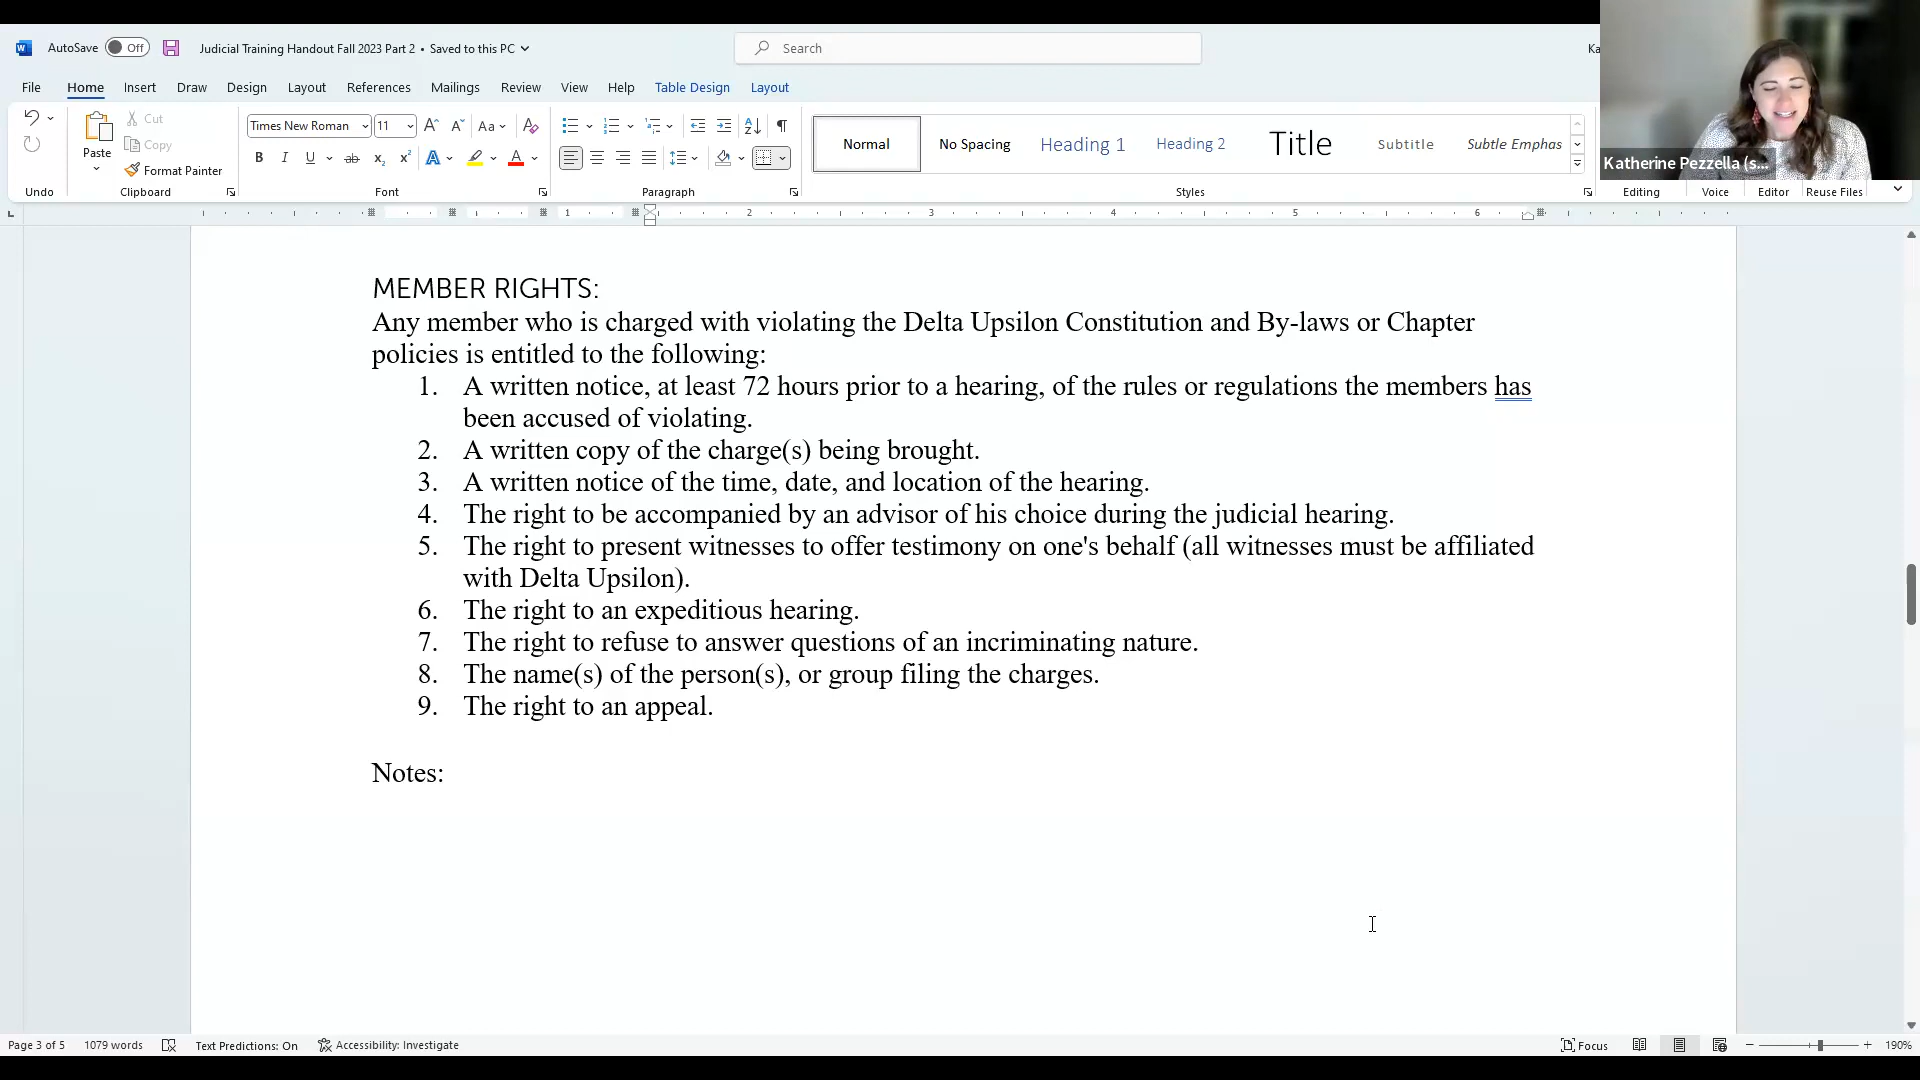 AutoSave Off Judicial Training Handout Fall 2023 Part 2 • Saved to this PC Search Ka
File Home Insert Draw Design Layout References Mailings Review View Help Table Design Layout
Paste Cut Copy Format Painter
Times New Roman 11 Aa
B I U ab x₂ x² A A
Normal No Spacing Heading 1 Heading 2 Title Subtitle Subtle Emphas
Katherine Pezzella (s...
Undo Clipboard Font Paragraph Styles Editing Voice Editor Reuse Files
1 2 3 4 5 6
MEMBER RIGHTS:
Any member who is charged with violating the Delta Upsilon Constitution and By-laws or Chapter
policies is entitled to the following:
1. A written notice, at least 72 hours prior to a hearing, of the rules or regulations the members has
been accused of violating.
2. A written copy of the charge(s) being brought.
3. A written notice of the time, date, and location of the hearing.
4. The right to be accompanied by an advisor of his choice during the judicial hearing.
5. The right to present witnesses to offer testimony on one's behalf (all witnesses must be affiliated
with Delta Upsilon).
6. The right to an expeditious hearing.
7. The right to refuse to answer questions of an incriminating nature.
8. The name(s) of the person(s), or group filing the charges.
9. The right to an appeal.
Notes:
Page 3 of 5 1079 words Text Predictions: On Accessibility: Investigate Focus 190%